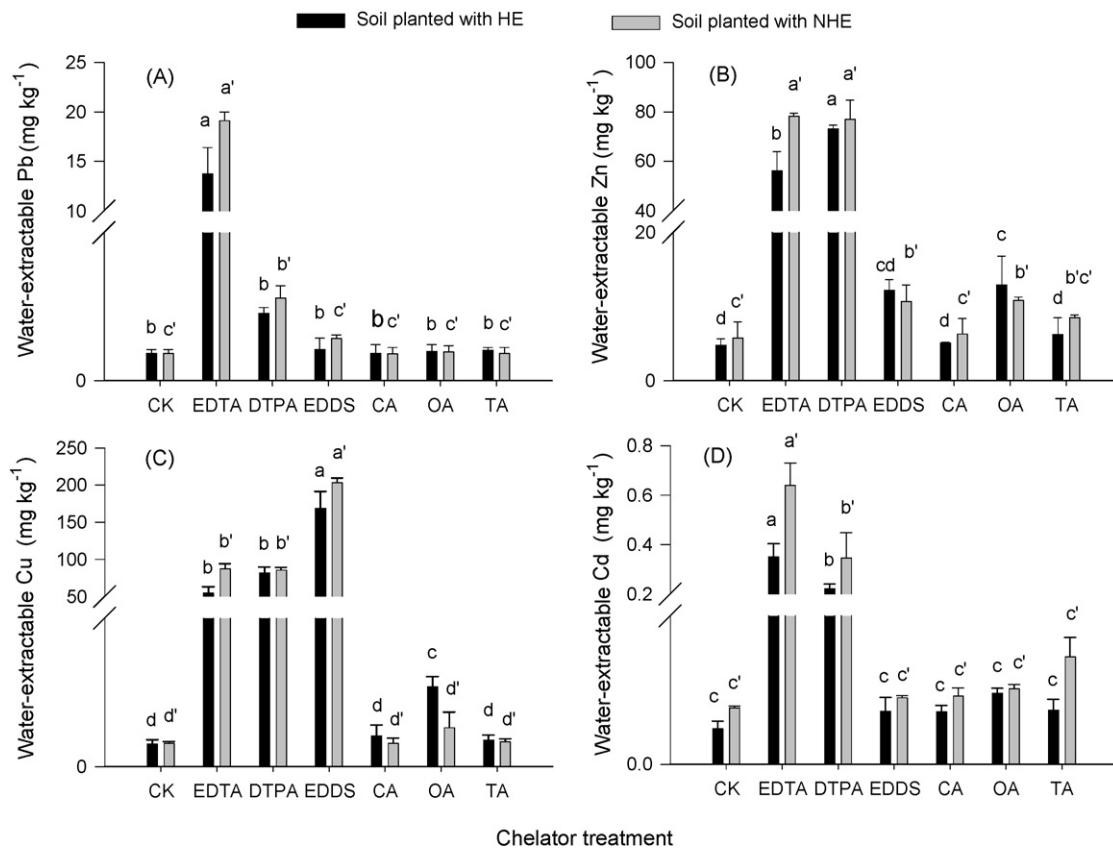 Soil planted with HE
Soil planted with NHE
(A)
Water-extractable Pb (mg kg⁻¹)
25
20
15
10
0
a a'
b b'
b c' b c' b c' b c' b c'
CK EDTA DTPA EDDS CA OA TA
(B)
Water-extractable Zn (mg kg⁻¹)
100
80
60
40
20
0
b a' a a'
d c' cd b' d c' c b' d b'c'
CK EDTA DTPA EDDS CA OA TA
(C)
Water-extractable Cu (mg kg⁻¹)
250
200
150
100
50
0
a a'
b b' b b'
d d' d d' c d' d d'
CK EDTA DTPA EDDS CA OA TA
(D)
Water-extractable Cd (mg kg⁻¹)
0.8
0.6
0.4
0.2
0.0
a a' b b'
c c' c c' c c' c c' c c'
CK EDTA DTPA EDDS CA OA TA
Chelator treatment